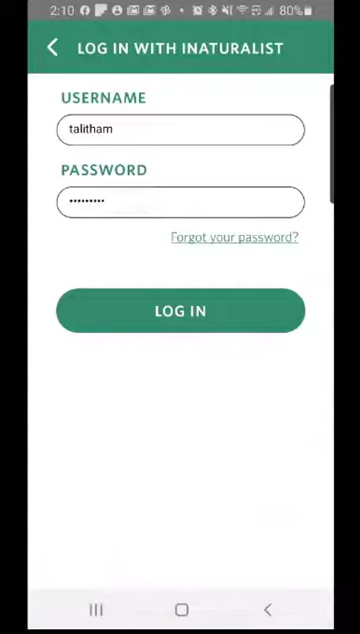 2:10 80%
LOG IN WITH INATURALIST
USERNAME
talitham
PASSWORD
•••••••••
Forgot your password?
LOG IN